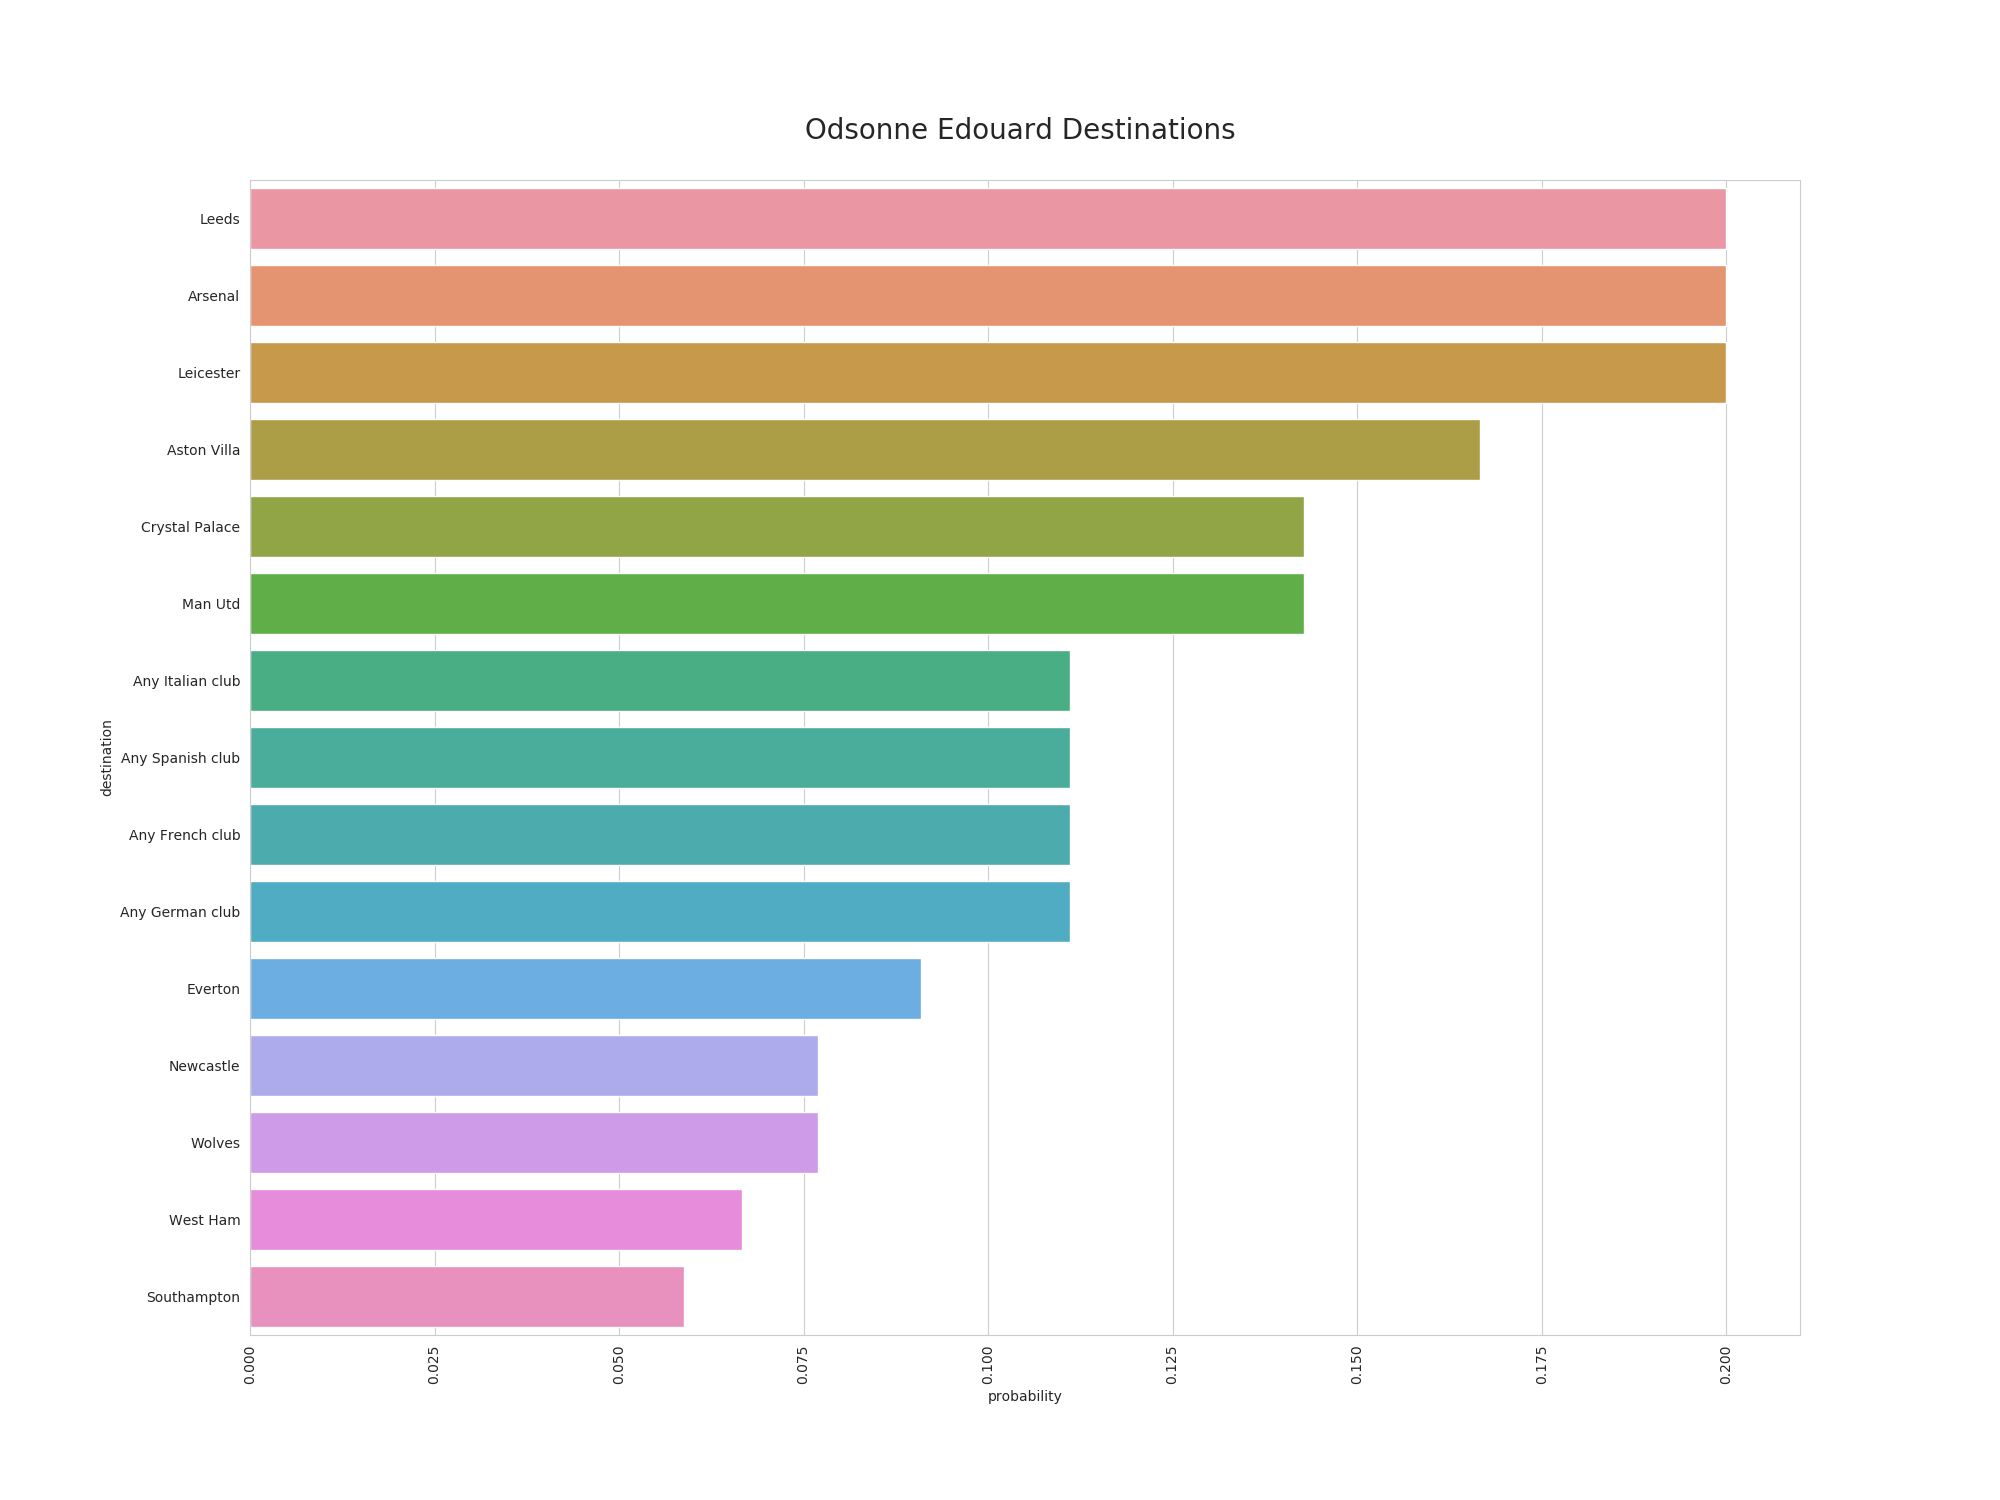 Odsonne Edouard Destinations
Leeds
Arsenal
Leicester
Aston Villa
Crystal Palace
Man Utd
Any Italian club
Any Spanish club
Any French club
Any German club
Everton
Newcastle
Wolves
West Ham
Southampton
destination
0.000
0.025
0.050
0.075
0.100
0.125
0.150
0.175
0.200
probability